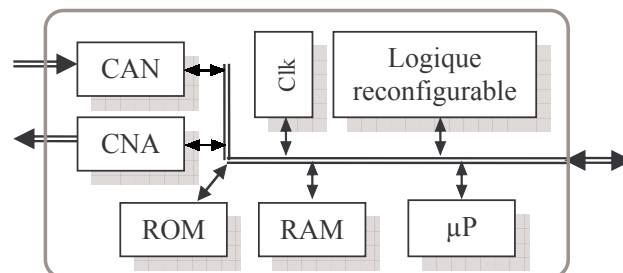 CAN
Clk
Logique
reconfigurable
CNA
ROM
RAM
µP